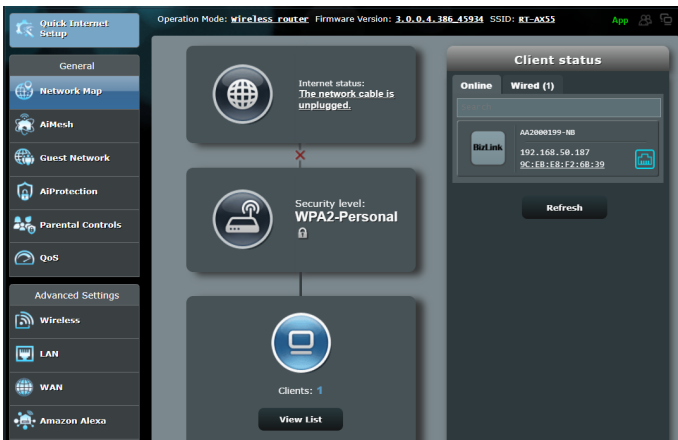 Quick Internet
Setup
Operation Mode: Wireless router Firmware Version: 3.0.0.4.386_45934 SSID: RT-AX55
App
General
Network Map
AiMesh
Guest Network
AiProtection
Parental Controls
QoS
Advanced Settings
Wireless
LAN
WAN
Amazon Alexa
Internet status:
The network cable is
unplugged.
Security level:
WPA2-Personal
Clients: 1
View List
Client status
Online Wired (1)
BizLink
AA2000199-NB
192.168.50.187
9C:EB:E8:F2:6B:39
Refresh